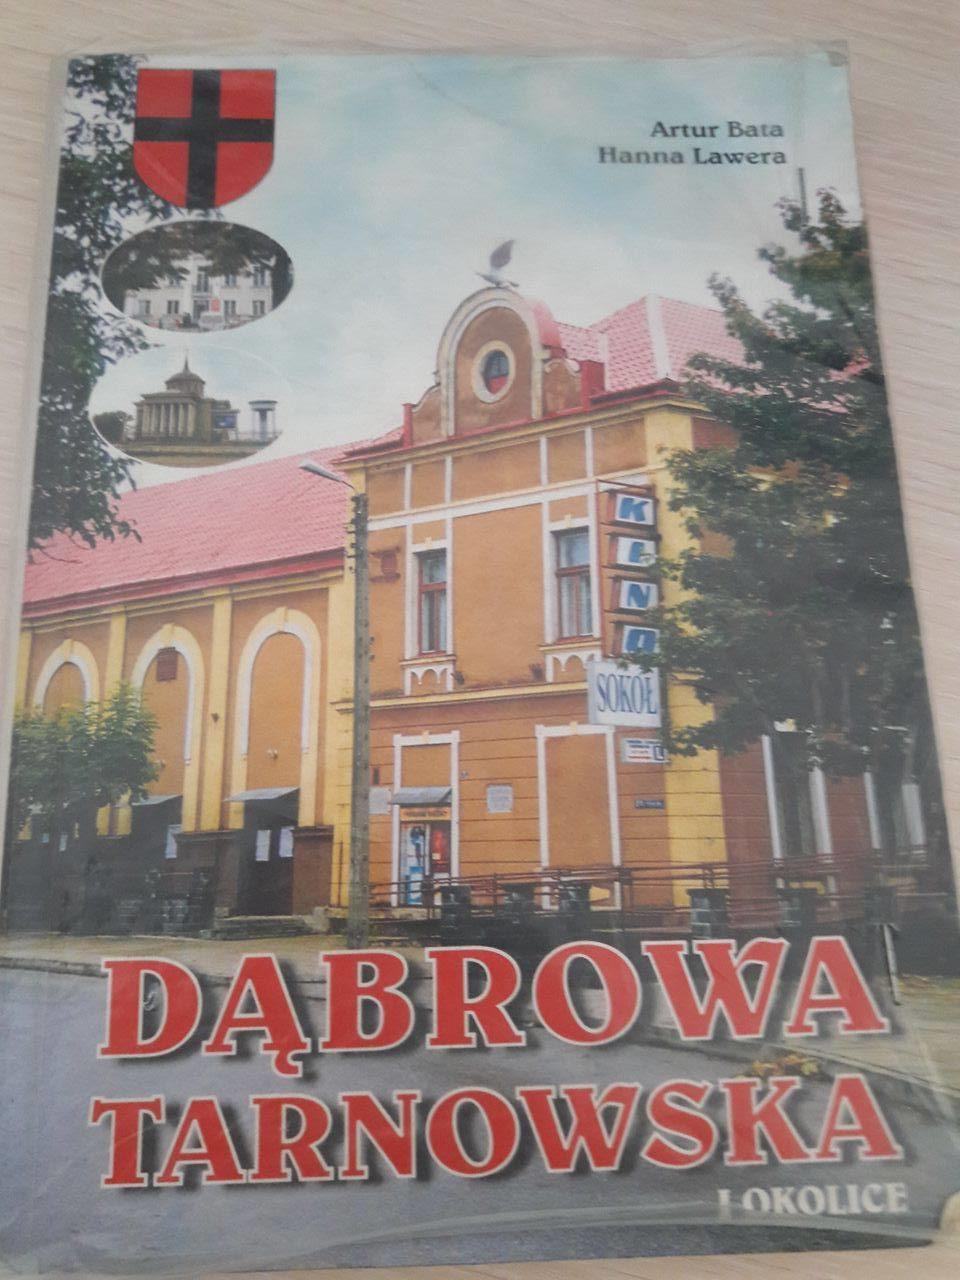 Artur Bata
Hanna Lawera
KINO
SOKÓŁ
DĄBROWA
TARNOWSKA
I OKOLICE